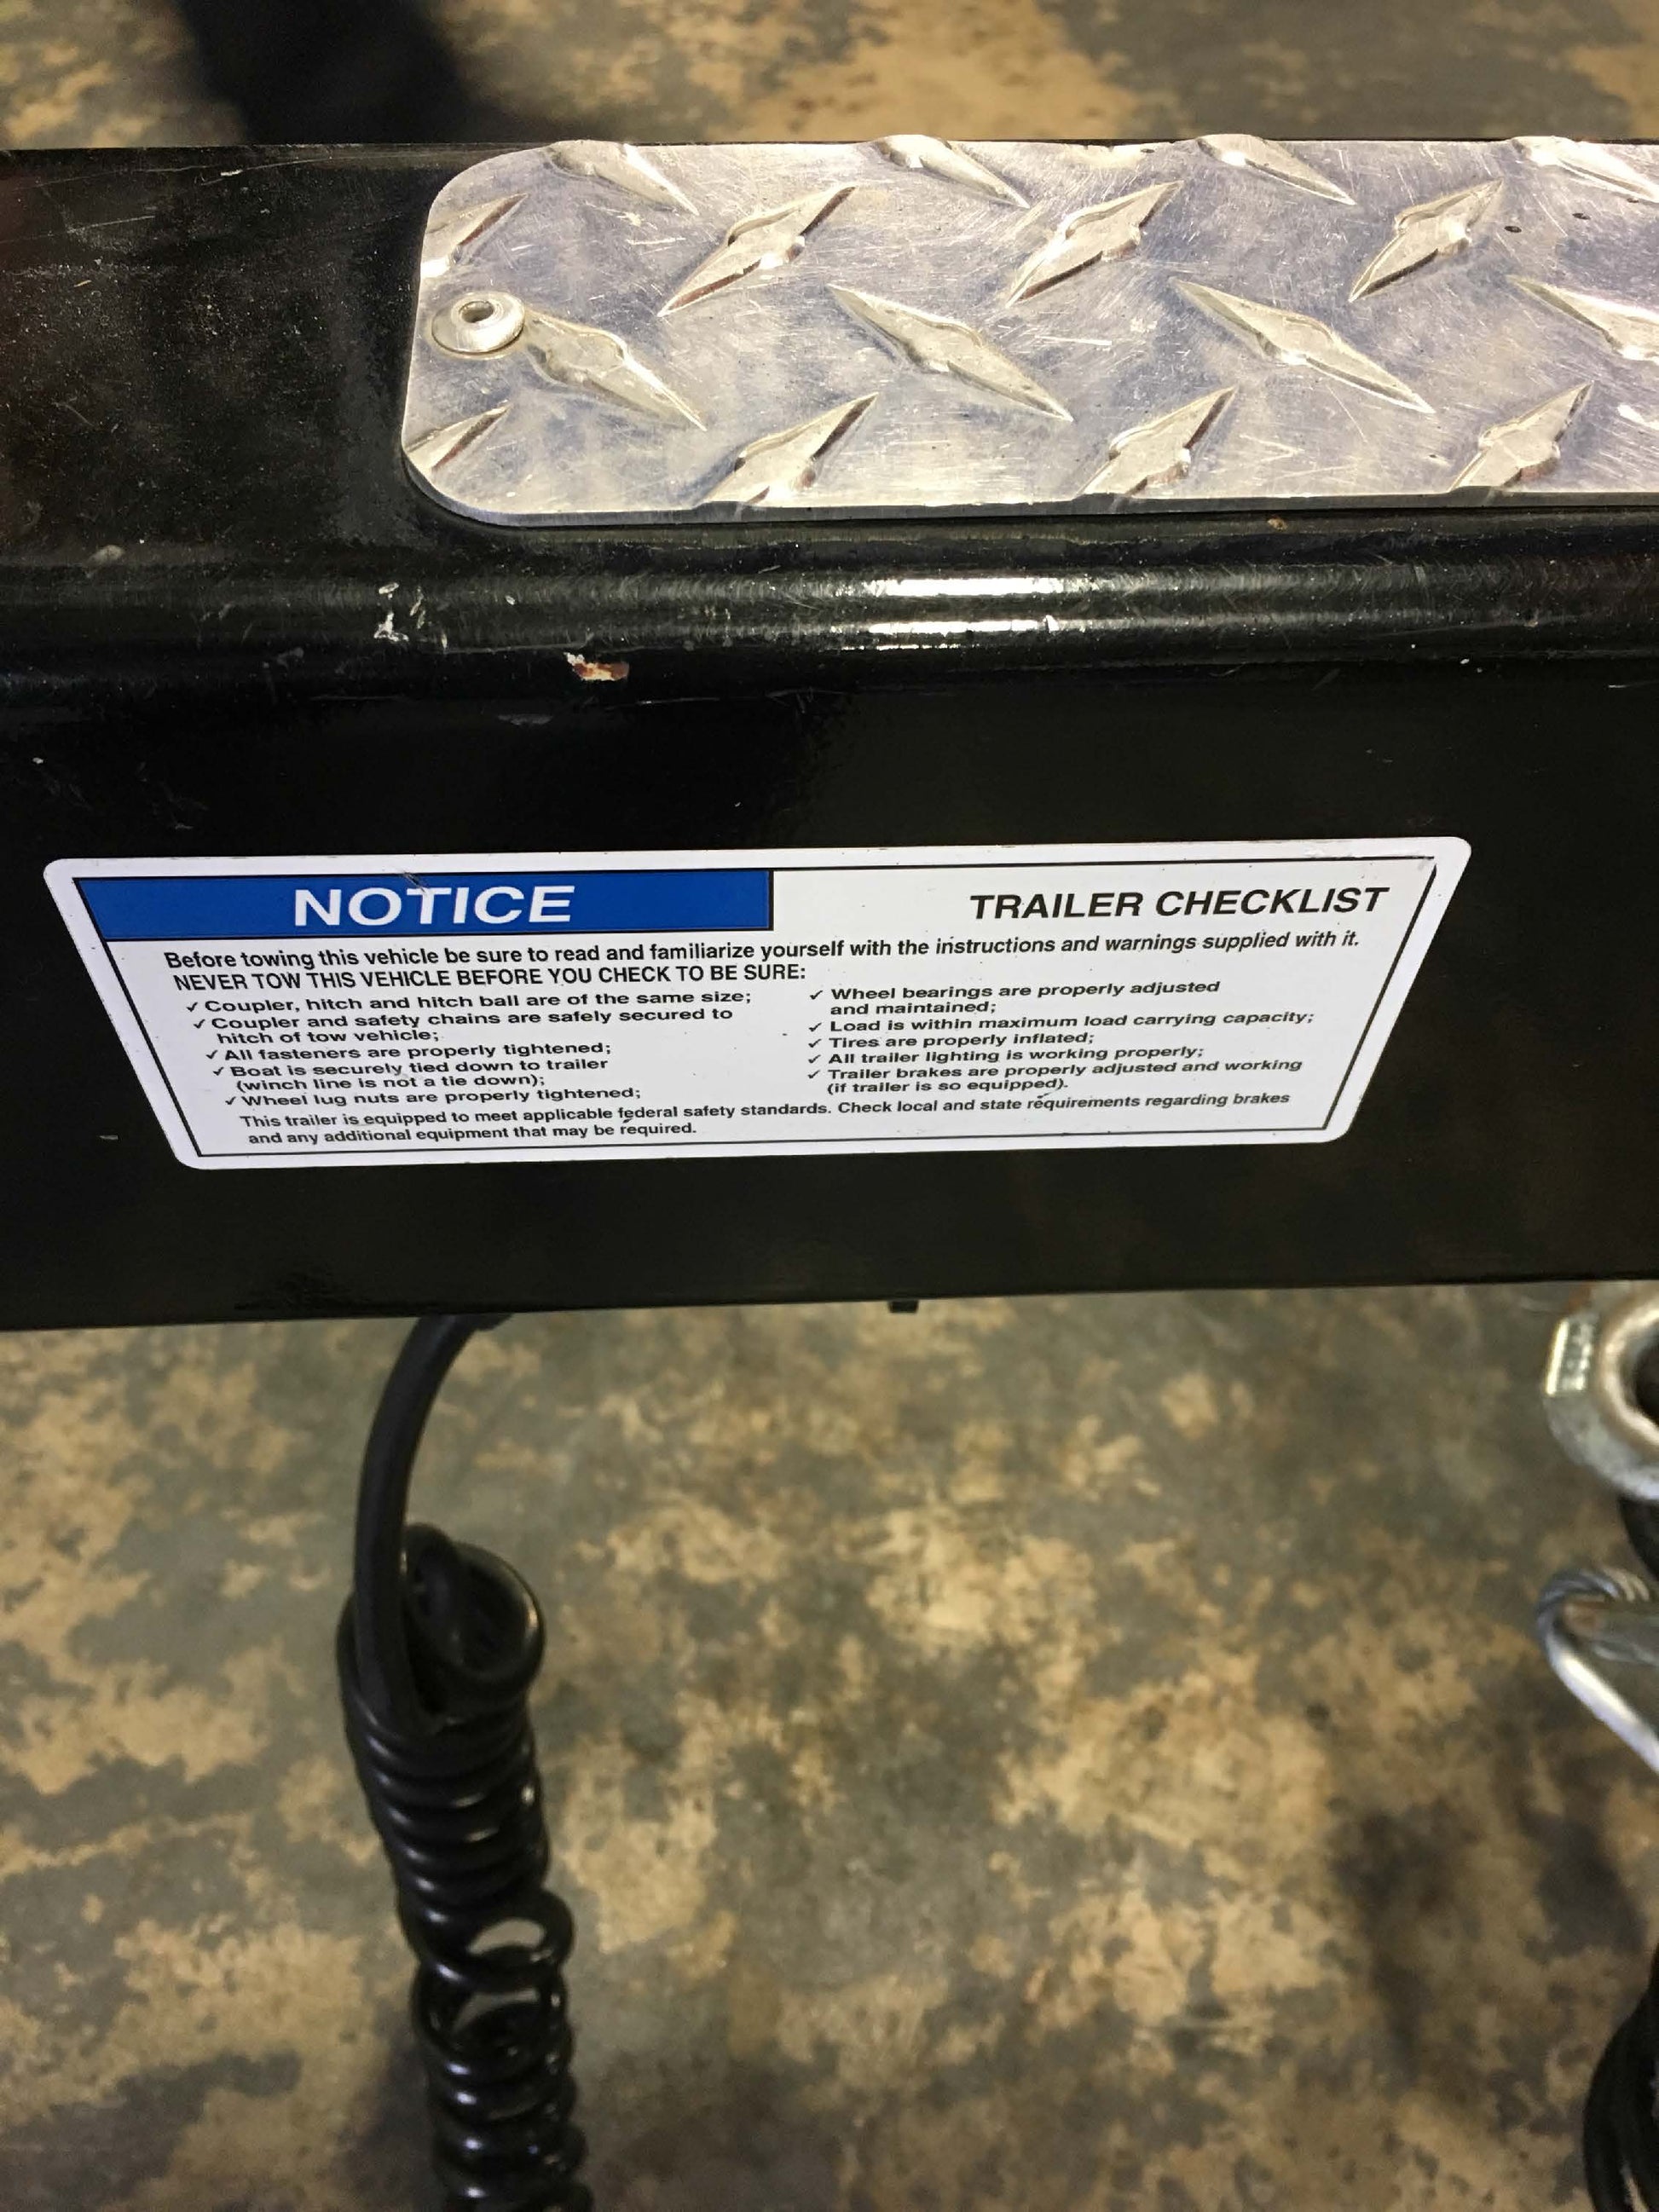 NOTICE
TRAILER CHECKLIST
Before towing this vehicle be sure to read and familiarize yourself with the instructions and warnings supplied with it.
NEVER TOW THIS VEHICLE BEFORE YOU CHECK TO BE SURE:
✓ Coupler, hitch and hitch ball are of the same size;
✓ Coupler and safety chains are safely secured to
hitch of tow vehicle;
✓ All fasteners are properly tightened;
✓ Boat is securely tied down to trailer
(winch line is not a tie down);
✓ Wheel lug nuts are properly tightened;
✓ Wheel bearings are properly adjusted
and maintained;
✓ Load is within maximum load carrying capacity;
✓ Tires are properly inflated;
✓ All trailer lighting is working properly;
✓ Trailer brakes are properly adjusted and working
(if trailer is so equipped).
This trailer is equipped to meet applicable federal safety standards. Check local and state requirements regarding brakes
and any additional equipment that may be required.